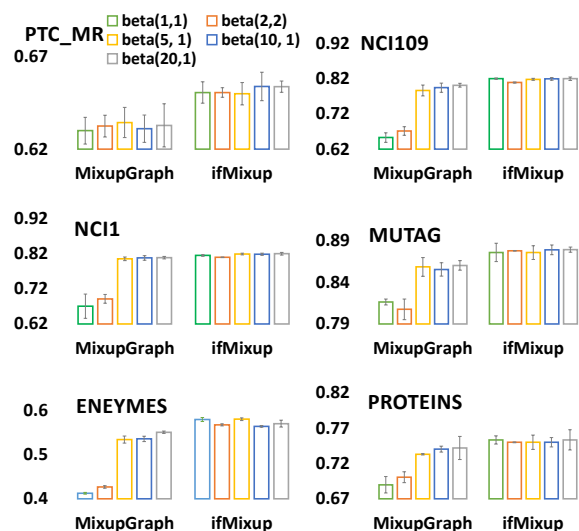 beta(1,1) beta(2,2)
PTC_MR beta(5, 1) beta(10, 1)
0.67 beta(20,1)
0.62
MixupGraph ifMixup
0.92 NCI109
0.82
0.72
0.62
MixupGraph ifMixup
0.92 NCI1
0.82
0.72
0.62
MixupGraph ifMixup
0.89 MUTAG
0.84
0.79
MixupGraph ifMixup
0.6 ENEYMES
0.5
0.4
MixupGraph ifMixup
0.82 PROTEINS
0.77
0.72
0.67
MixupGraph ifMixup